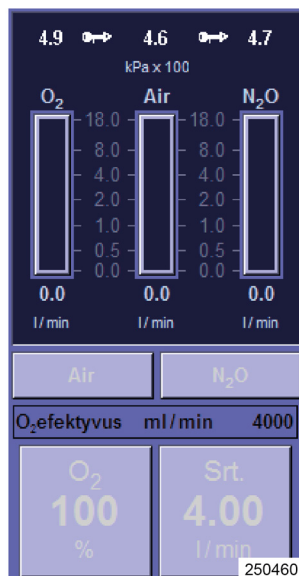 4.9 4.6 4.7
kPa x 100
O₂ Air N₂O
18.0 18.0
8.0 8.0
4.0 4.0
2.0 2.0
1.0 1.0
0.5 0.5
0.0 0.0
0.0 0.0 0.0
l/min l/min l/min
Air N₂O
O₂efektyvus ml/min 4000
O₂ Srt.
100 4.00
% l/min
250460